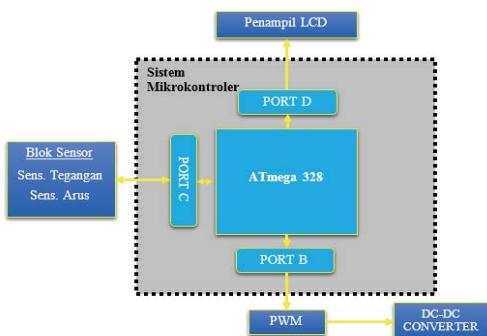 Penampil LCD
Sistem
Mikrokontroler
PORT D
Blok Sensor
Sens. Tegangan
Sens. Arus
PORT C
ATmega 328
PORT B
PWM
DC-DC
CONVERTER